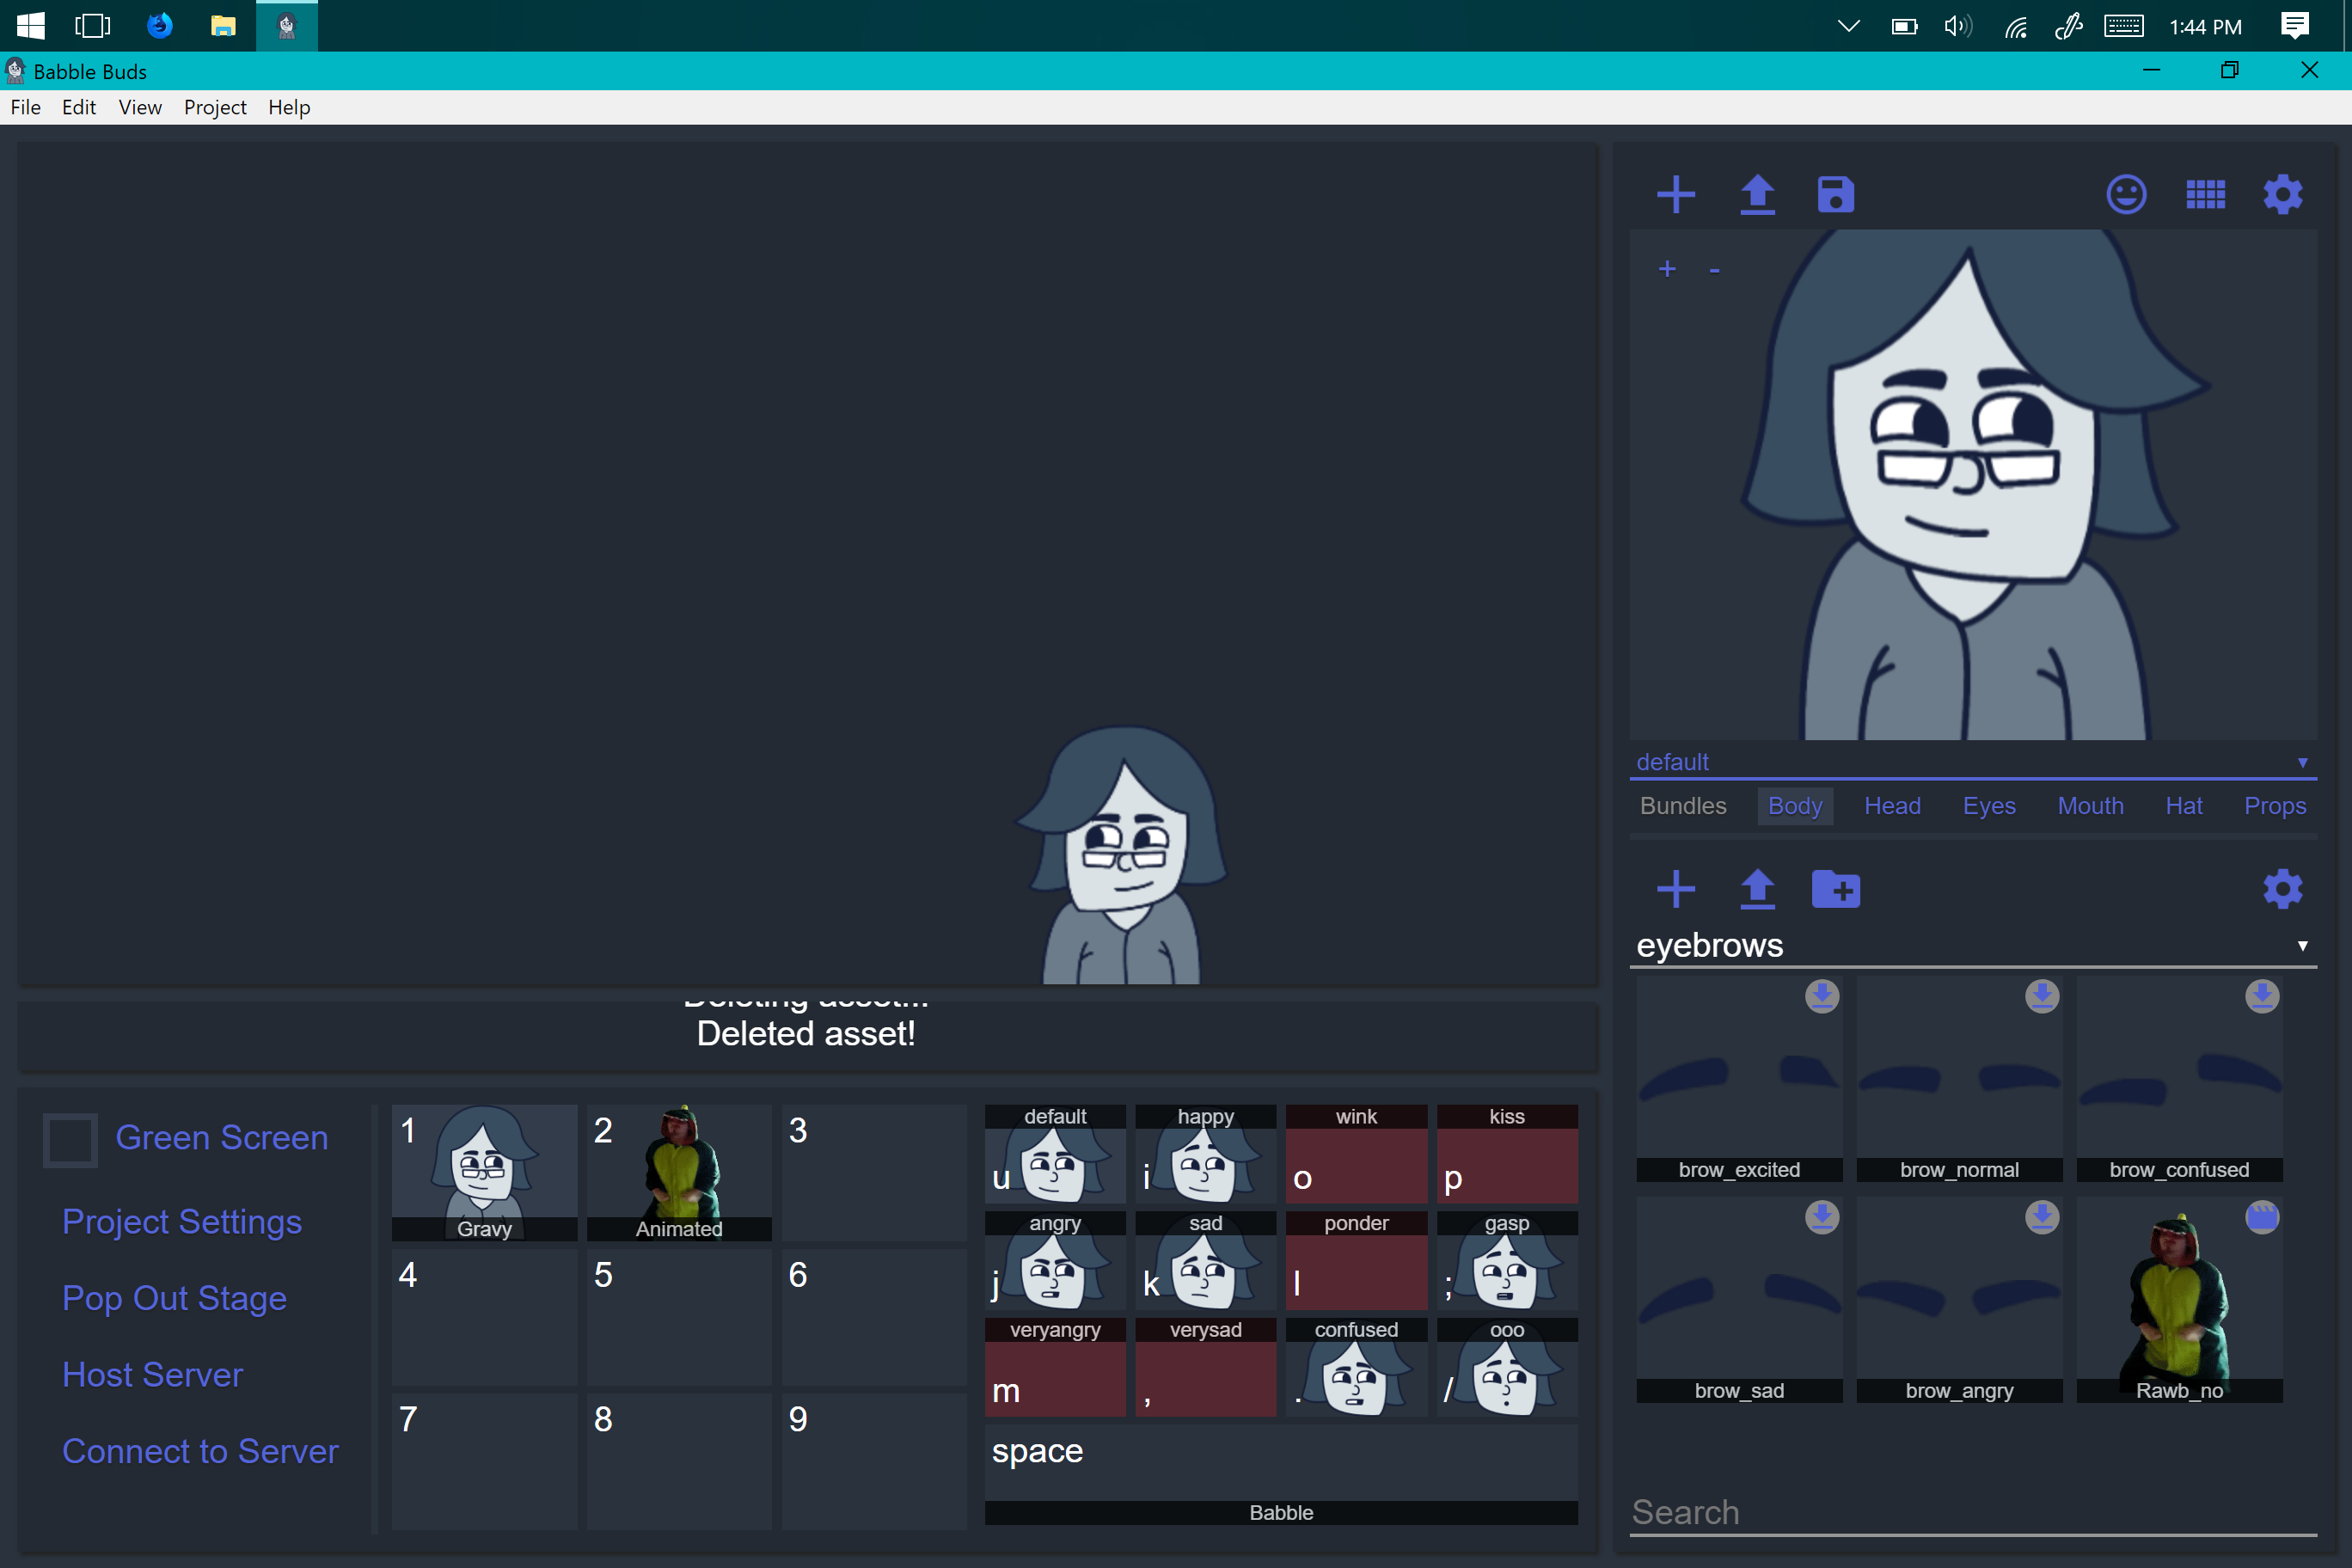 1:44 PM
Babble Buds
File Edit View Project Help
+ -
default
Bundles Body Head Eyes Mouth Hat Props
eyebrows
brow_excited brow_normal brow_confused
brow_sad brow_angry Rawb_no
Search
Deleting asset...
Deleted asset!
Green Screen
Project Settings
Pop Out Stage
Host Server
Connect to Server
1 2 3
Gravy Animated
4 5 6
7 8 9
default happy wink kiss
u i o p
angry sad ponder gasp
j k l ;
veryangry verysad confused ooo
m , . /
space
Babble